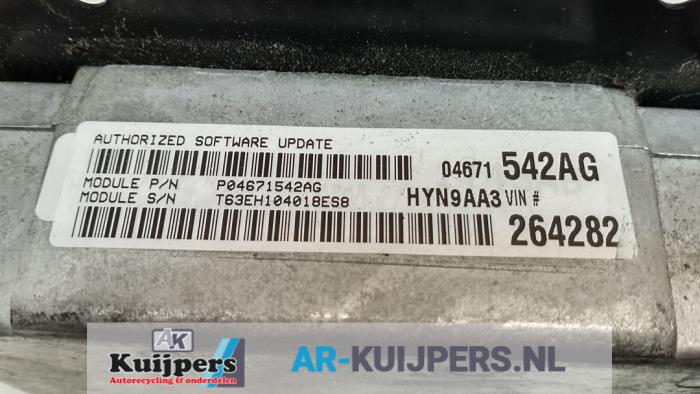 AUTHORIZED SOFTWARE UPDATE
04671 542AG
MODULE P/N P04671542AG
MODULE S/N T63EH104018ES8
HYN9AA3 VIN #
264282
AK
Kuijpers
Autorecycling & onderdelen
AR-KUIJPERS.NL